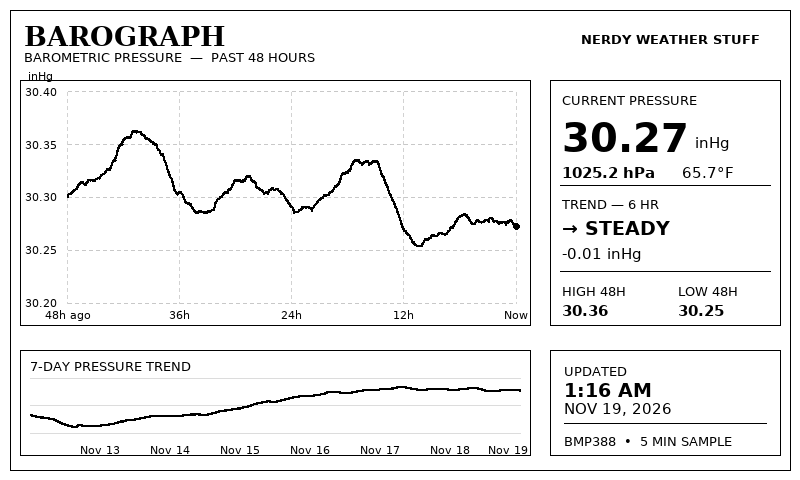 BAROGRAPH
BAROMETRIC PRESSURE — PAST 48 HOURS
NERDY WEATHER STUFF
inHg
30.40
30.35
30.30
30.25
30.20
48h ago 36h 24h 12h Now
CURRENT PRESSURE
30.27 inHg
1025.2 hPa 65.7°F
TREND — 6 HR
→ STEADY
-0.01 inHg
HIGH 48H LOW 48H
30.36 30.25
7-DAY PRESSURE TREND
Nov 13 Nov 14 Nov 15 Nov 16 Nov 17 Nov 18 Nov 19
UPDATED
1:16 AM
NOV 19, 2026
BMP388 • 5 MIN SAMPLE